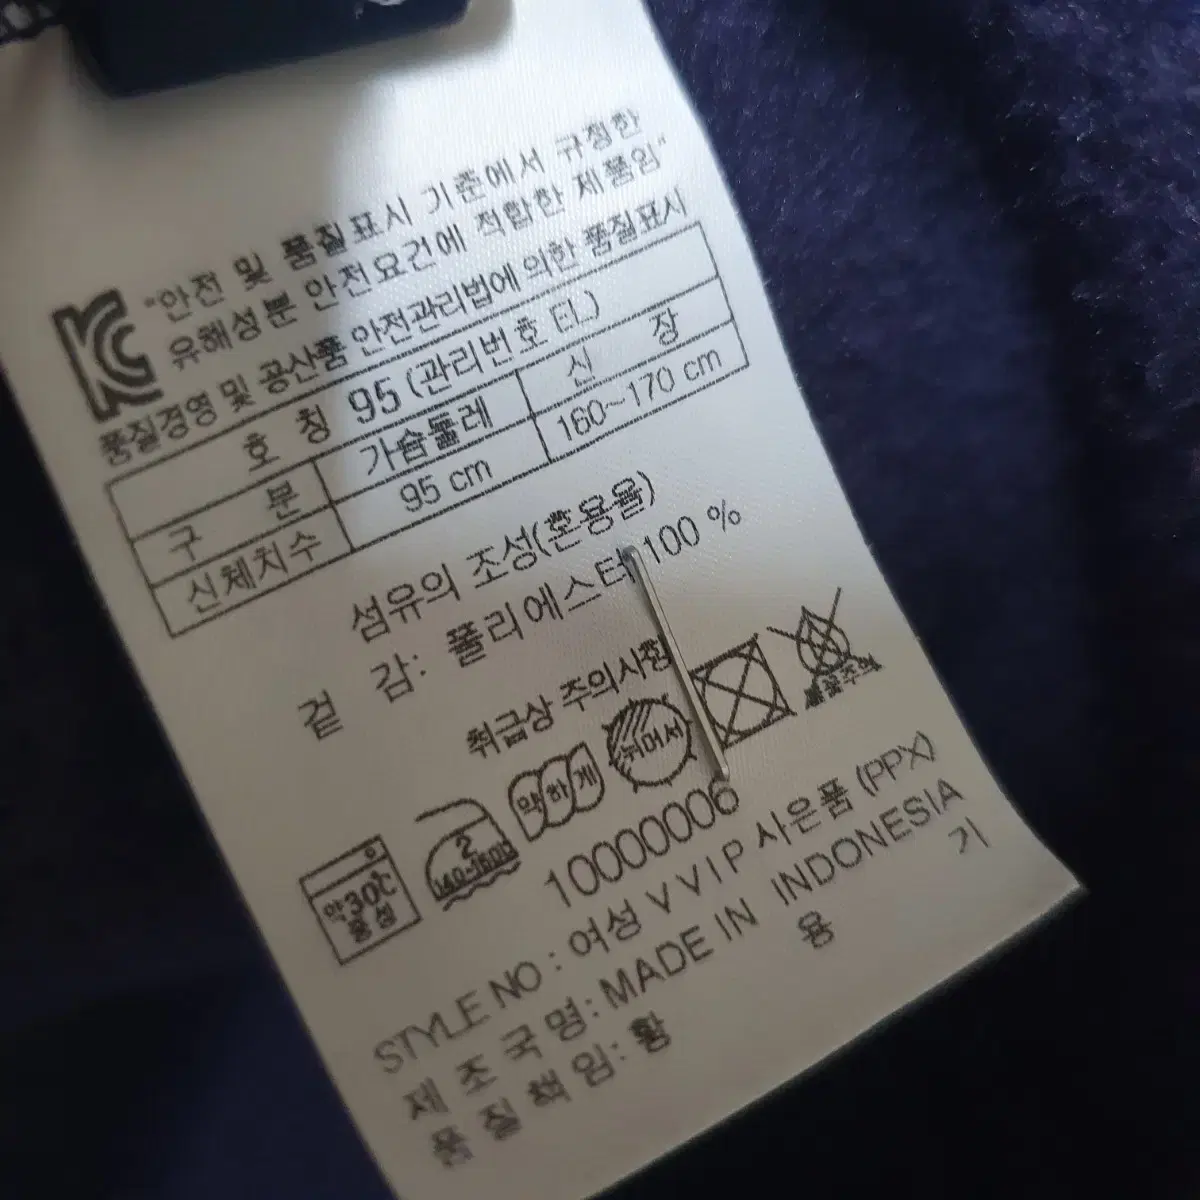 KC
"안전 및 품질표시 기준에서 규정한
유해성분 안전요건에 적합한 제품임"
품질경영 및 공산품 안전관리법에 의한 품질표시
호 칭 95 (관리번호 터.)
구 분 가슴둘레 신 장
신체치수 95 cm 160~170 cm
섬유의 조성(혼용율)
겉 감: 폴리에스터 100 %
취급상 주의사항
약30℃
중성
2
140~160℃
약하게
뉘어서
표백주의
10000006
STYLE NO : 여성 V V I P 사은품 (PPX)
제 조 국 명: MADE IN INDONESIA
품 질 책 임: 황 용 기